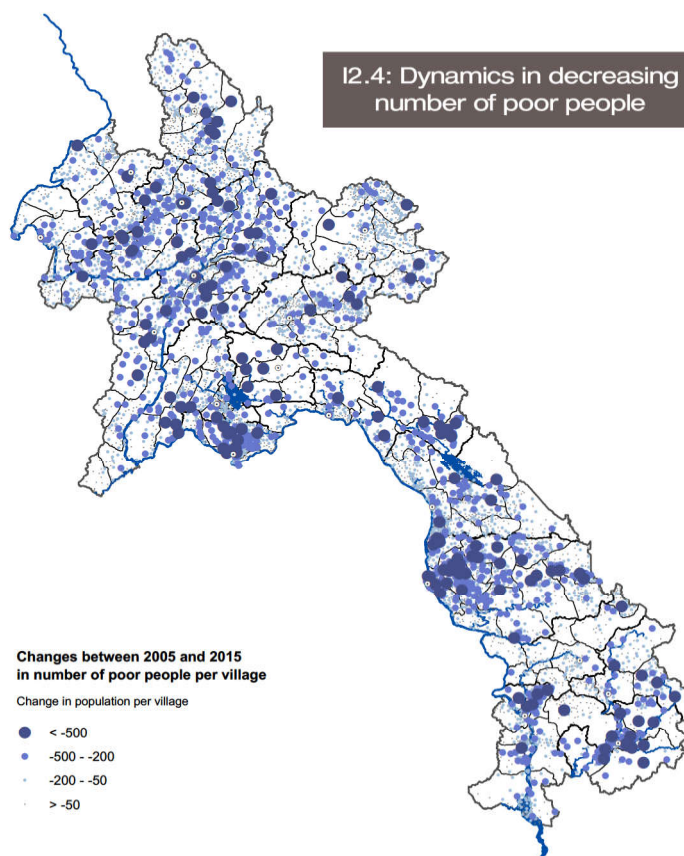 I2.4: Dynamics in decreasing
number of poor people
Changes between 2005 and 2015
in number of poor people per village
Change in population per village
< -500
-500 - -200
-200 - -50
> -50